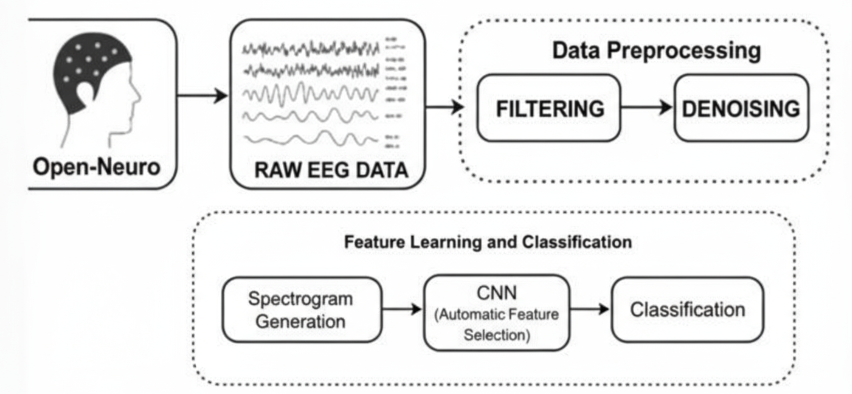 Open-Neuro
RAW EEG DATA
Data Preprocessing
FILTERING
DENOISING
Feature Learning and Classification
Spectrogram
Generation
CNN
(Automatic Feature
Selection)
Classification